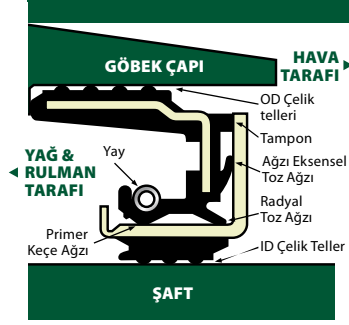 GÖBEK ÇAPI
HAVA
TARAFI
OD Çelik
telleri
Tampon
Ağzı Eksensel
Toz Ağzı
Radyal
Toz Ağzı
ID Çelik Teller
YAĞ &
RULMAN
TARAFI
Yay
Primer
Keçe Ağzı
ŞAFT